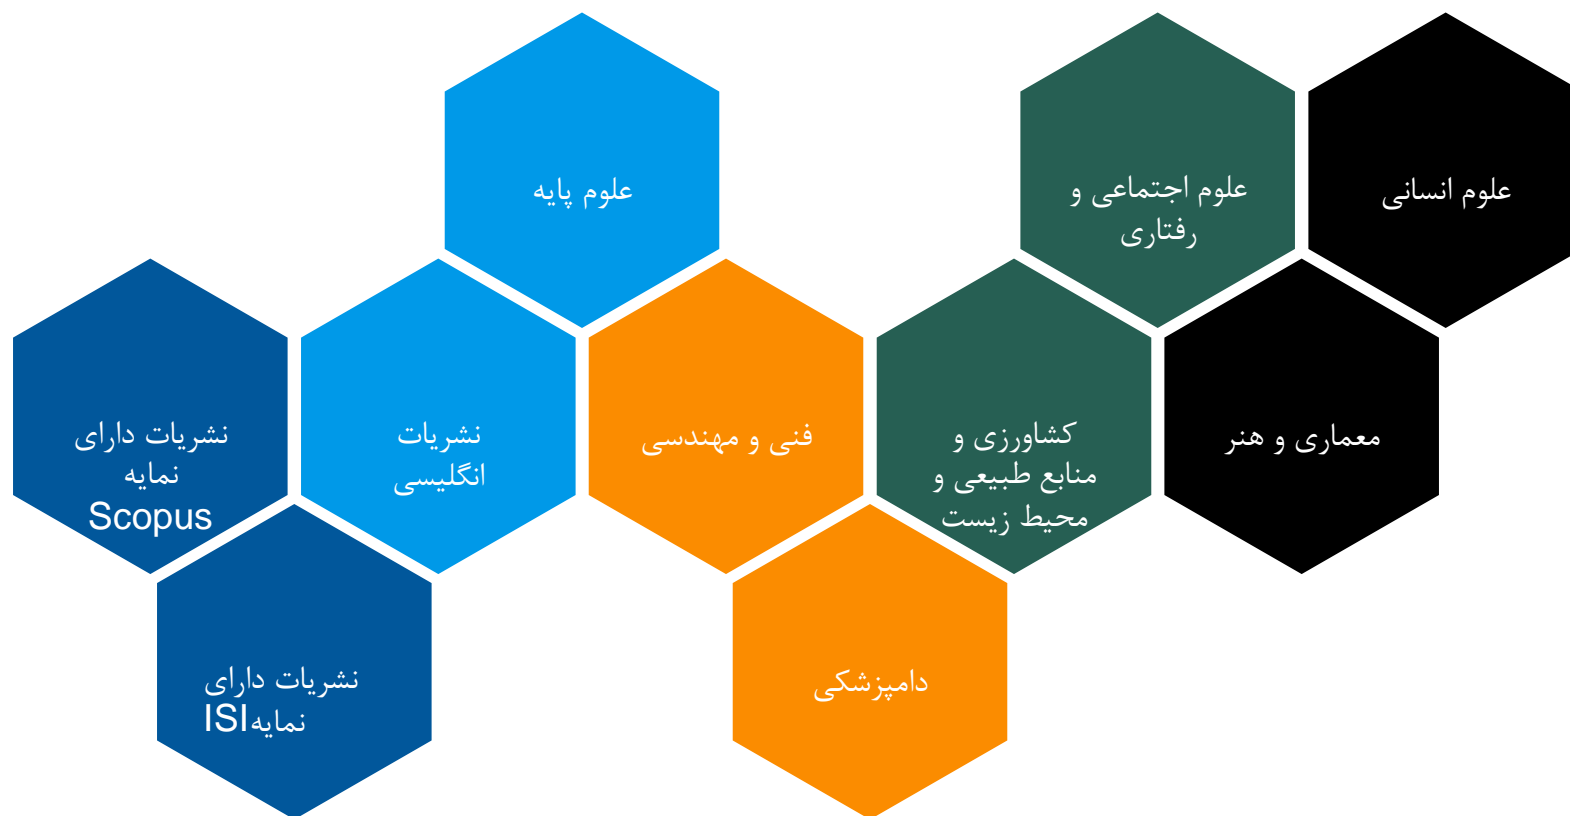 علوم انسانی
علوم اجتماعی و
رفتاری
علوم پایه
معماری و هنر
کشاورزی و
منابع طبیعی و
محیط زیست
فنی و مهندسی
نشریات
انگلیسی
نشریات دارای
نمایه
Scopus
دامپزشکی
نشریات دارای
نمایهISI